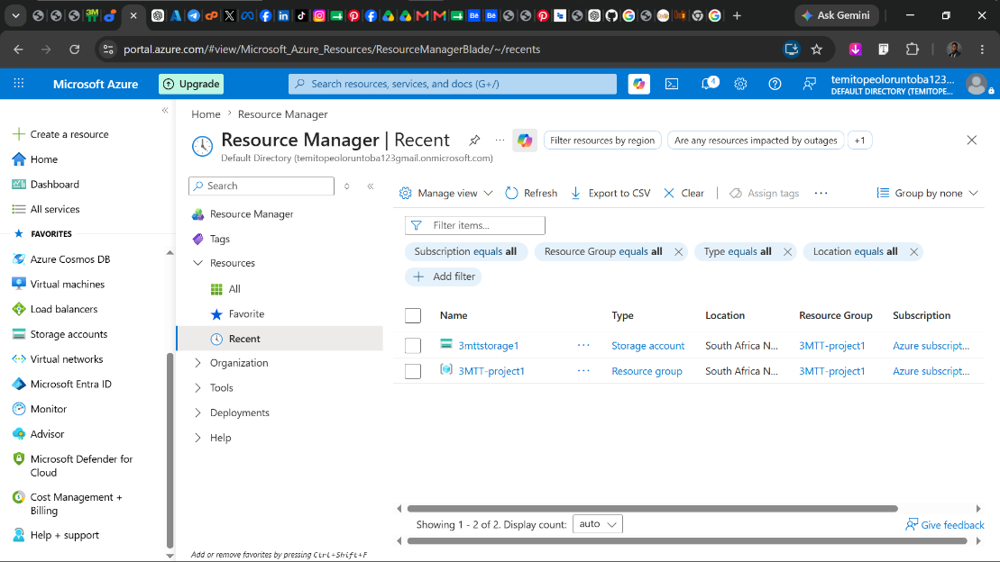 Ask Gemini
portal.azure.com/#view/Microsoft_Azure_Resources/ResourceManagerBlade/~/recents
Microsoft Azure
Upgrade
Search resources, services, and docs (G+/)
4
temitopeoloruntoba123...
DEFAULT DIRECTORY (TEMITOPE...
Home > Resource Manager
Resource Manager | Recent
Default Directory (temitopeoloruntoba123gmail.onmicrosoft.com)
Filter resources by region
Are any resources impacted by outages
+1
Create a resource
Home
Dashboard
All services
FAVORITES
Azure Cosmos DB
Virtual machines
Load balancers
Storage accounts
Virtual networks
Microsoft Entra ID
Monitor
Advisor
Microsoft Defender for
Cloud
Cost Management +
Billing
Help + support
Search
Resource Manager
Tags
Resources
All
Favorite
Recent
Organization
Tools
Deployments
Help
Add or remove favorites by pressing Ctrl+Shift+F
Manage view
Refresh
Export to CSV
Clear
Assign tags
Group by none
Filter items...
Subscription equals all
Resource Group equals all
Type equals all
Location equals all
Add filter
Name Type Location Resource Group Subscription
3mttstorage1 Storage account South Africa N... 3MTT-project1 Azure subscript...
3MTT-project1 Resource group South Africa N... 3MTT-project1 Azure subscript...
Showing 1 - 2 of 2. Display count: auto
Give feedback